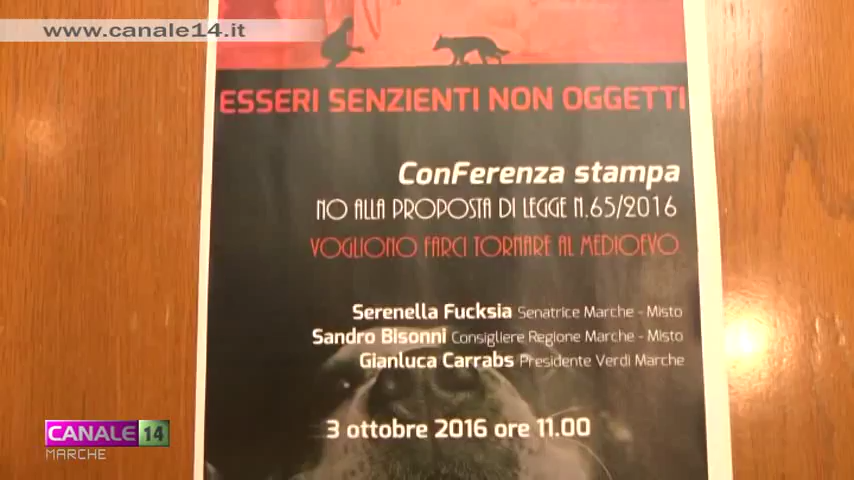 www.canale14.it
ESSERI SENZIENTI NON OGGETTI
ConFerenza stampa
NO ALLA PROPOSTA DI LEGGE N.65/2016
VOGLIONO FARCI TORNARE AL MEDIOEVO
Serenella Fucksia Senatrice Marche - Misto
Sandro Bisonni Consigliere Regione Marche - Misto
Gianluca Carrabs Presidente Verdi Marche
3 ottobre 2016 ore 11.00
CANALE 14
MARCHE